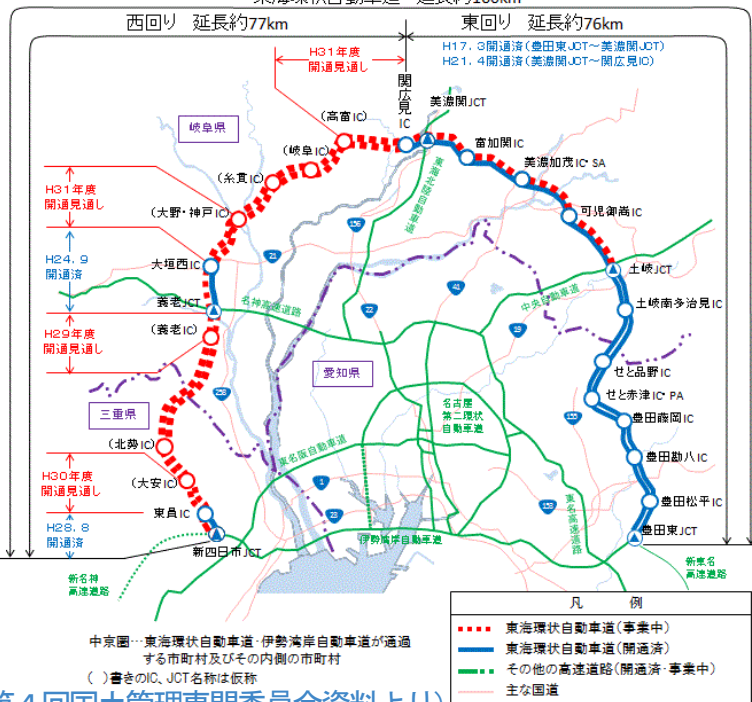 西回り 延長約77km
東回り 延長約76km
H17.3開通済(豊田東JCT～美濃関JCT)
H21.4開通済(美濃関JCT～関広見IC)
H31年度
開通見通し
関広見IC
美濃関JCT
(高富IC)
岐阜県
(岐阜IC)
富加関IC
(糸貫IC)
美濃加茂IC・SA
H31年度
開通見通し
(大野・神戸IC)
東海北陸自動車道
可児御嵩IC
156
21
H24.9
開通済
大垣西IC
41
土岐JCT
養老JCT
名神高速道路
中央自動車道
22
19
土岐南多治見IC
H29年度
開通見通し
(養老IC)
せと品野IC
愛知県
258
せと赤津IC・PA
三重県
名古屋
第二環状
自動車道
155
豊田藤岡IC
(北勢IC)
東名阪自動車道
豊田勘八IC
H30年度
開通見通し
(大安IC)
1
23
153
東名高速道路
豊田松平IC
東員IC
H28.8
開通済
新四日市JCT
伊勢湾岸自動車道
豊田東JCT
新名神
高速道路
新東名
高速道路
凡 例
東海環状自動車道(事業中)
東海環状自動車道(開通済)
その他の高速道路(開通済・事業中)
主な国道
中京圏…東海環状自動車道・伊勢湾岸自動車道が通過
する市町村及びその内側の市町村
( )書きのIC、JCT名称は仮称